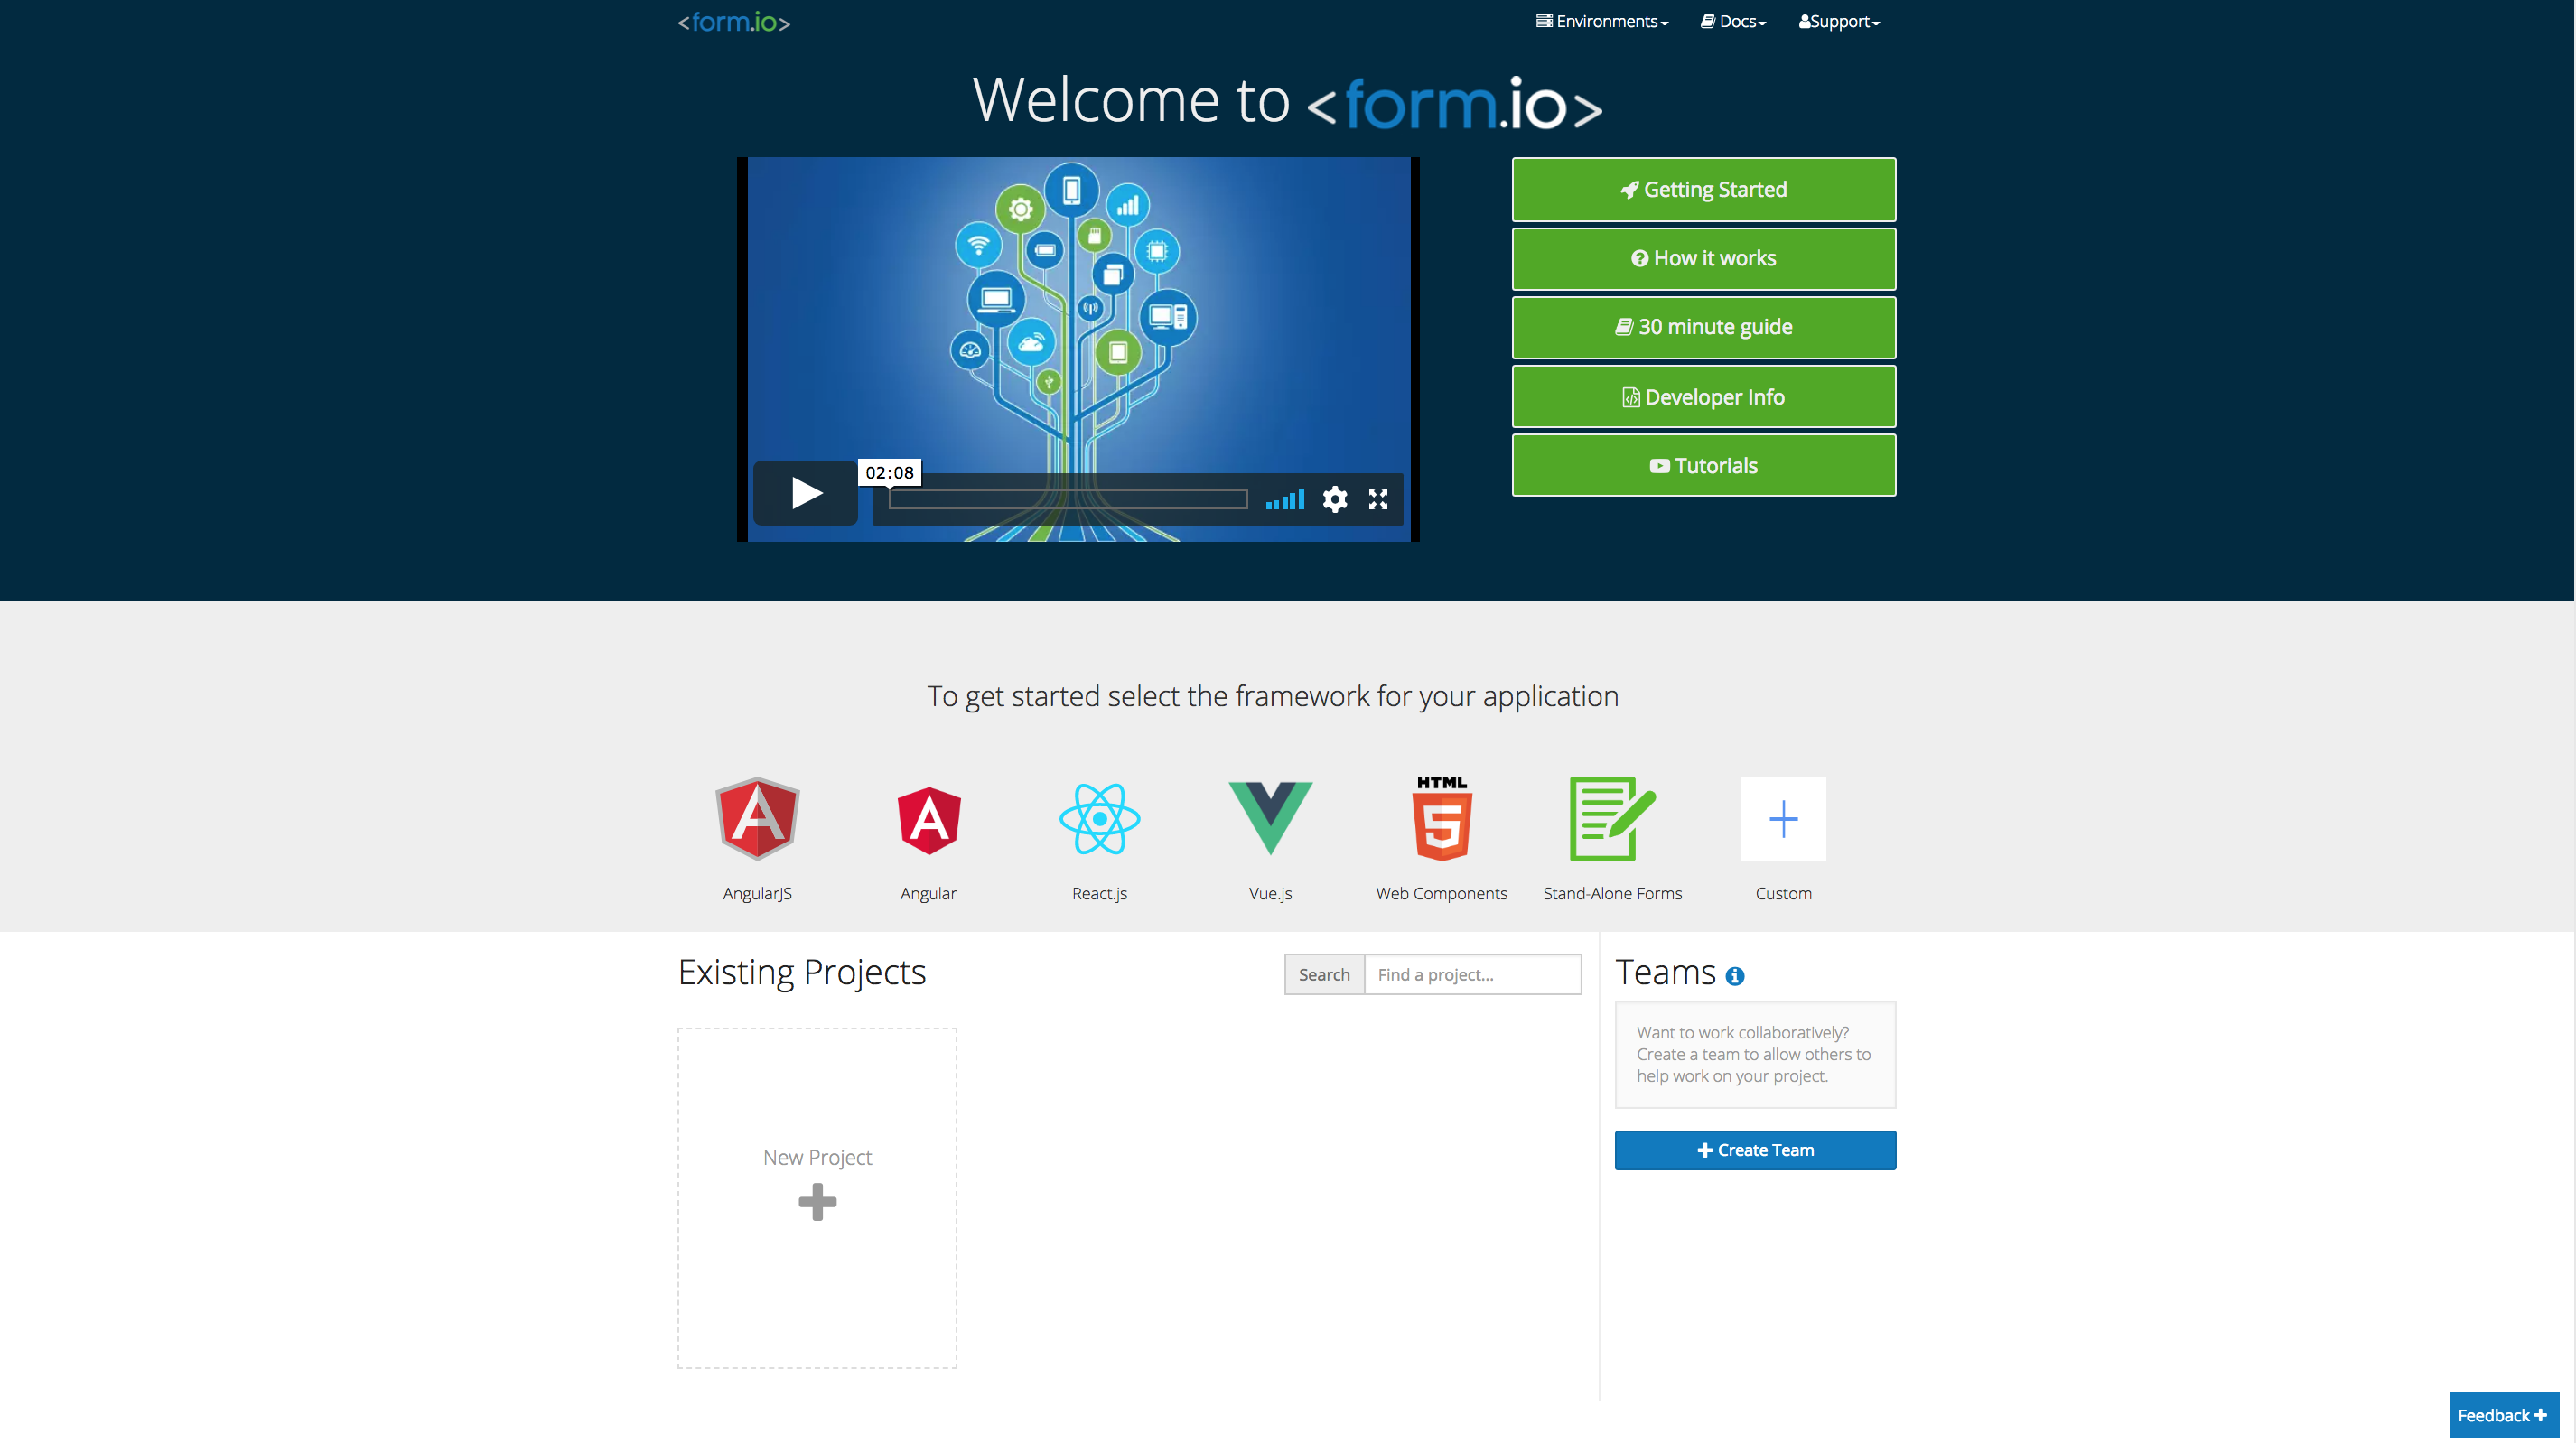 <form.io>
Environments
Docs
Support
Welcome to <form.io>
Getting Started
How it works
30 minute guide
Developer Info
Tutorials
02:08
To get started select the framework for your application
HTML
5
AngularJS
Angular
React.js
Vue.js
Web Components
Stand-Alone Forms
Custom
Existing Projects
Search
Find a project...
New Project
Teams
Want to work collaboratively?
Create a team to allow others to
help work on your project.
Create Team
Feedback